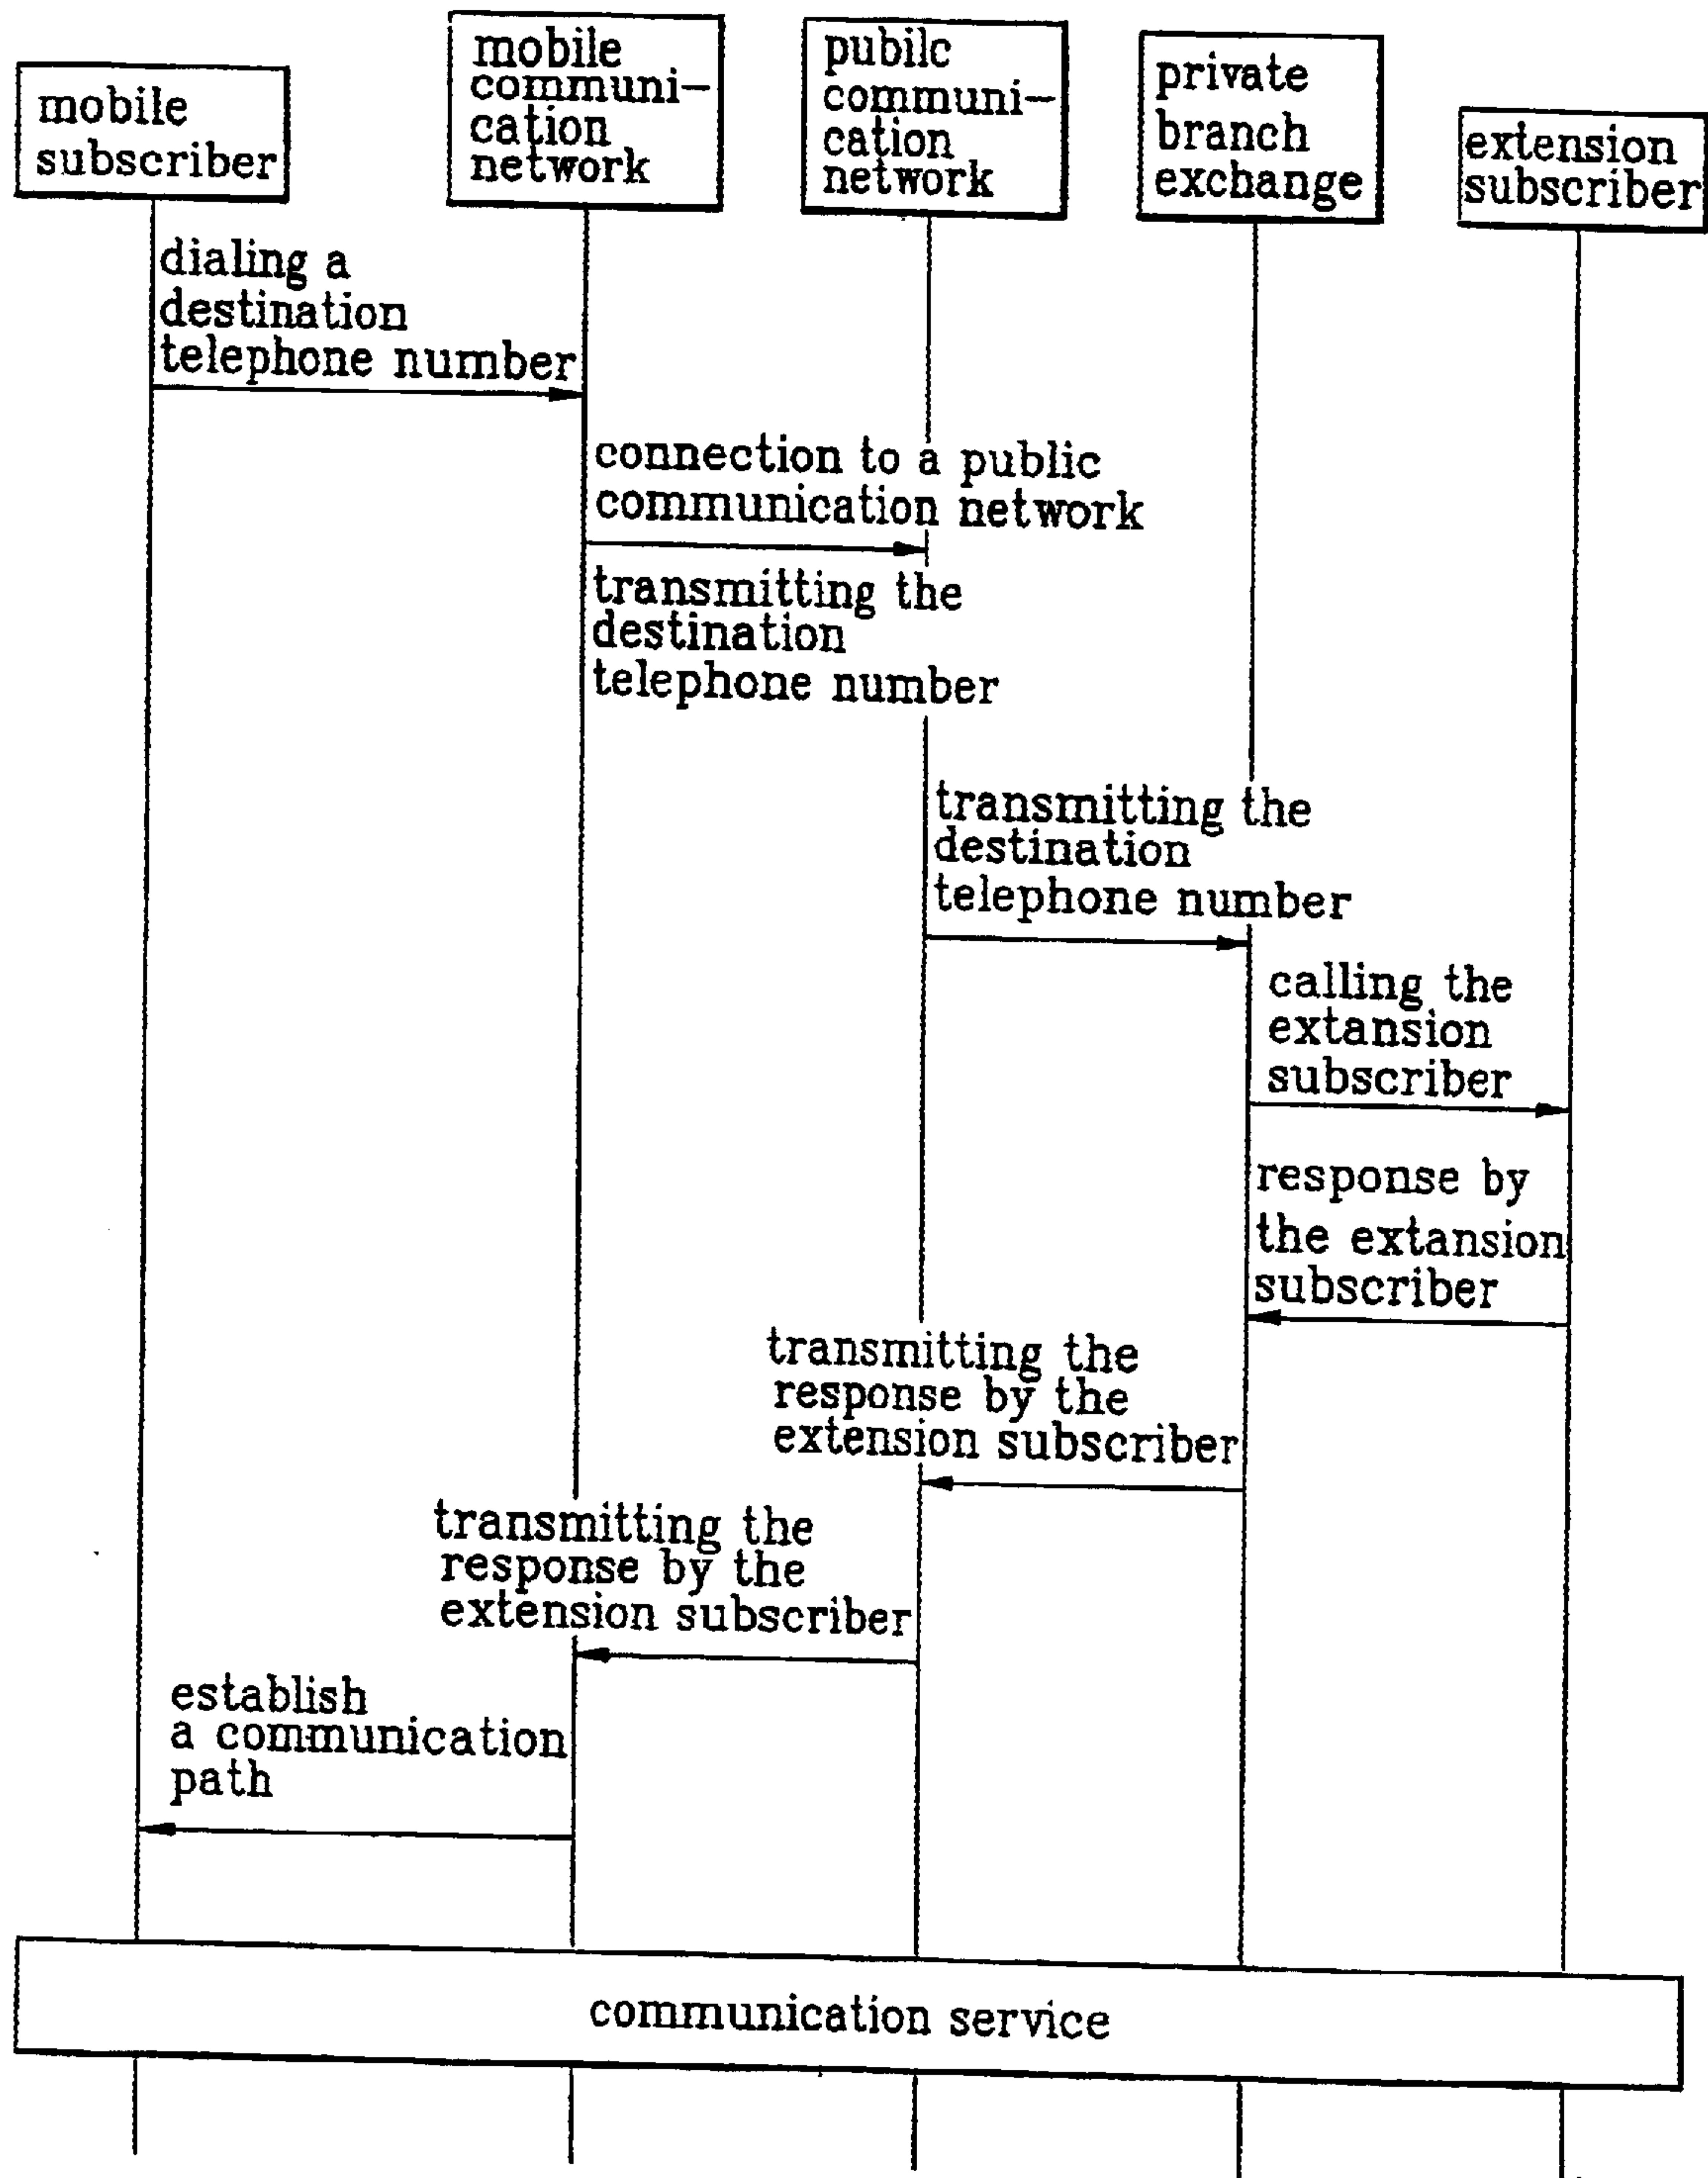 mobile
subscriber
mobile
communi-
cation
network
pubilc
communi-
cation
network
private
branch
exchange
extension
subscriber
dialing a
destination
telephone number
connection to a public
communication network
transmitting the
destination
telephone number
transmitting the
destination
telephone number
calling the
extansion
subscriber
response by
the extansion
subscriber
transmitting the
response by the
extension subscriber
transmitting the
response by the
extension subscriber
establish
a communication
path
communication service